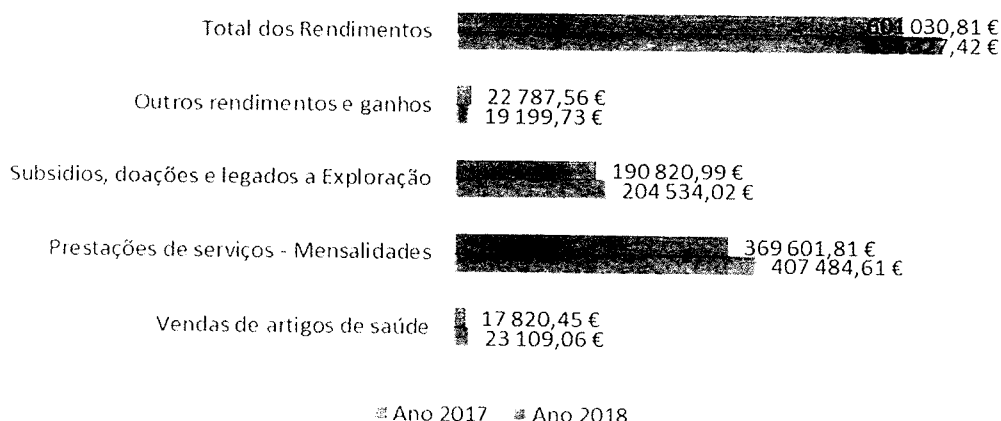 Total dos Rendimentos
601 030,81 €
€
Outros rendimentos e ganhos
22 787,56 €
19 199,73 €
Subsidios, doações e legados a Exploração
190 820,99 €
204 534,02 €
Prestações de serviços - Mensalidades
369 601,81 €
407 484,61 €
Vendas de artigos de saúde
17 820,45 €
23 109,06 €
Ano 2017 Ano 2018